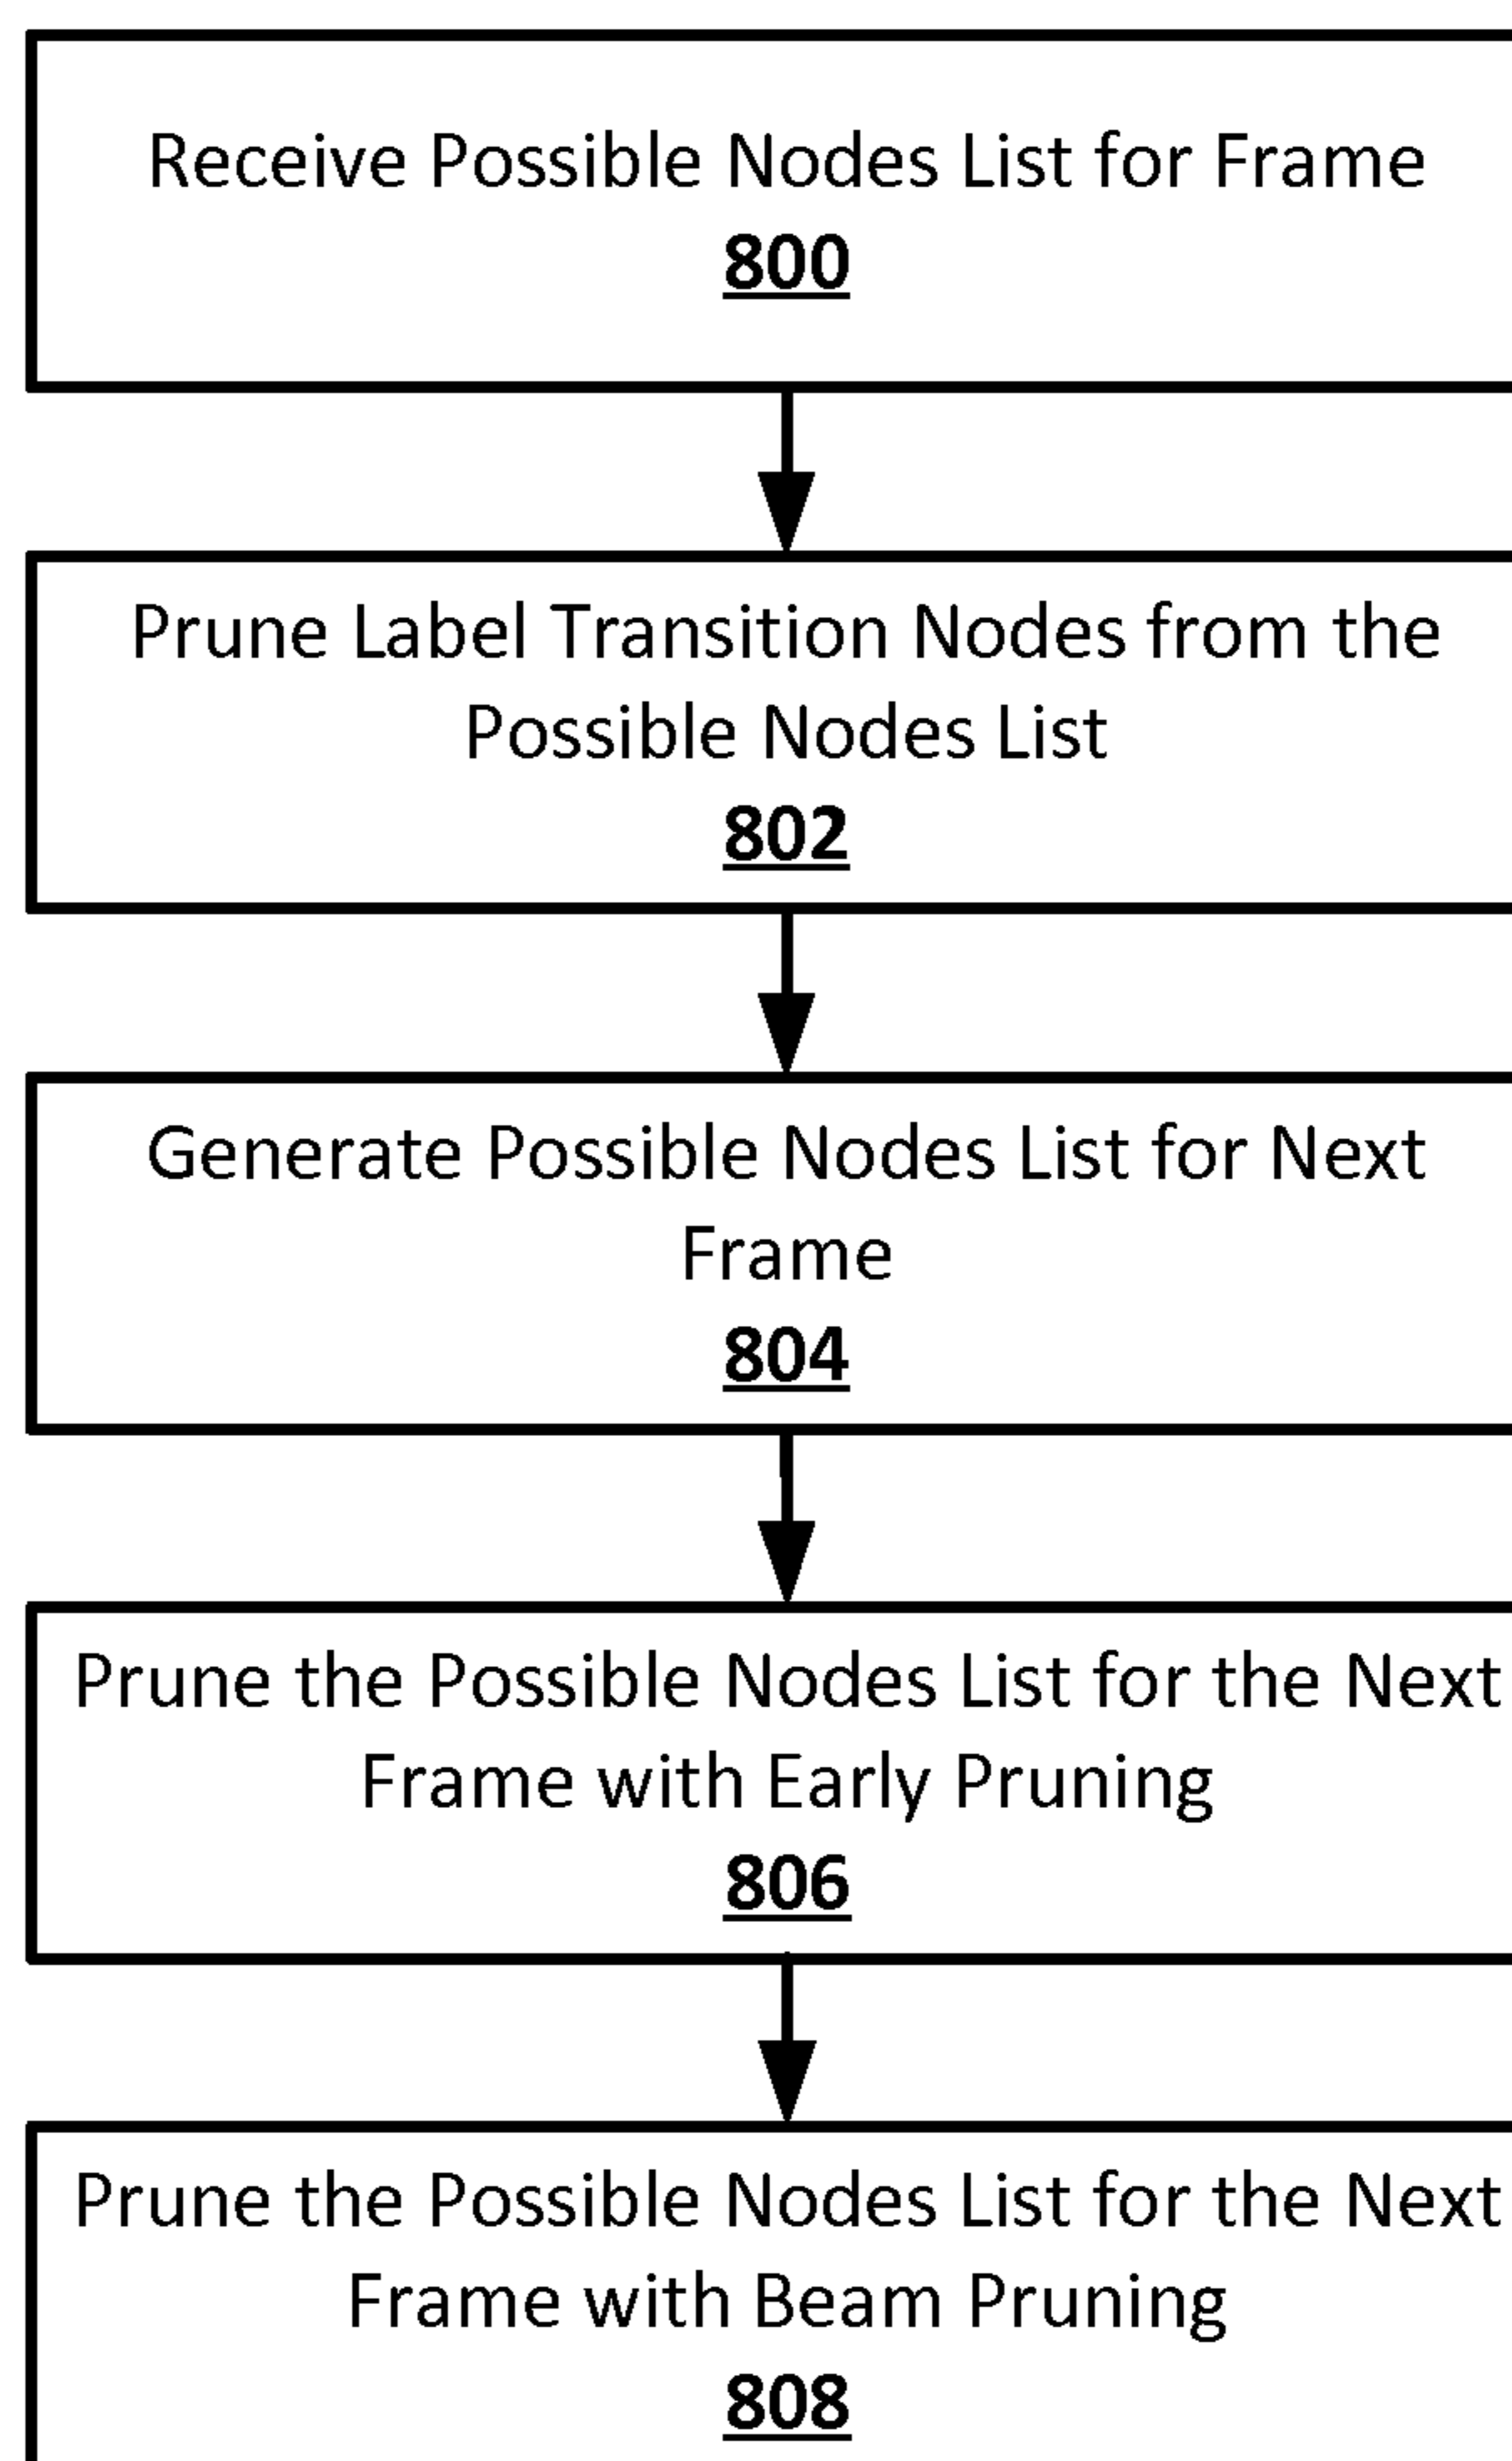 Receive Possible Nodes List for Frame
800
Prune Label Transition Nodes from the
Possible Nodes List
802
Generate Possible Nodes List for Next
Frame
804
Prune the Possible Nodes List for the Next
Frame with Early Pruning
806
Prune the Possible Nodes List for the Next
Frame with Beam Pruning
808